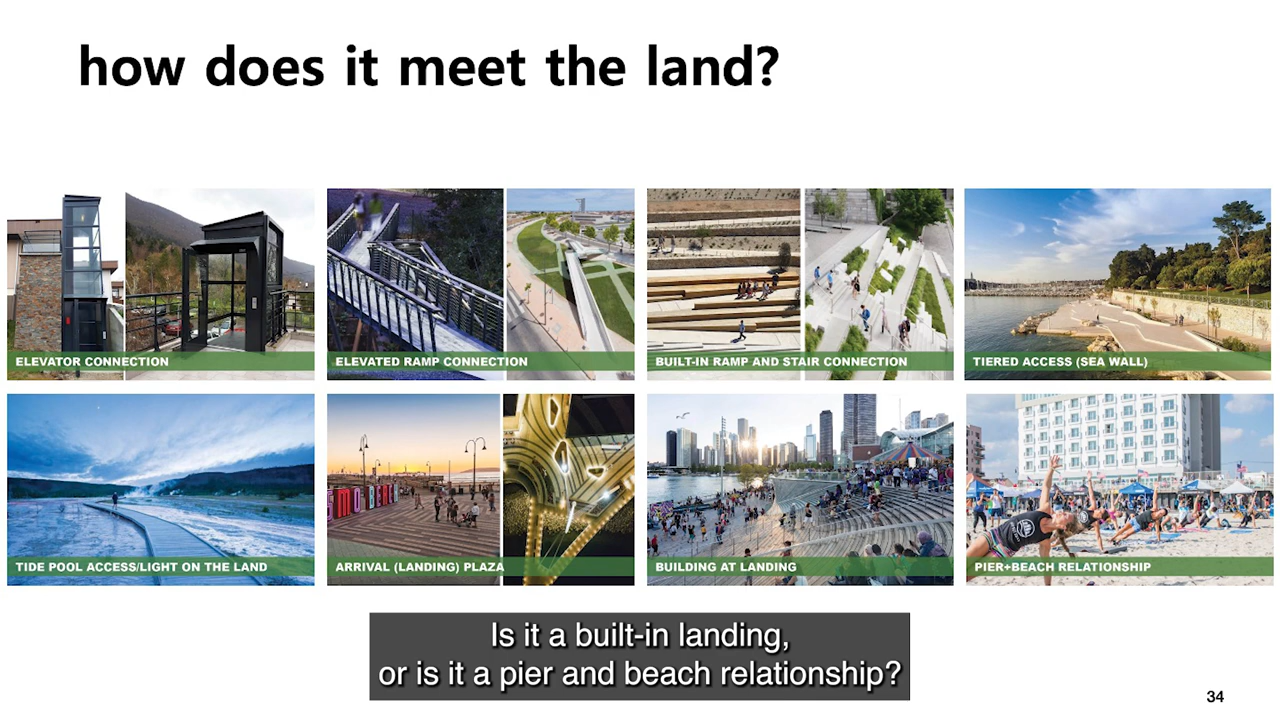 how does it meet the land?
ELEVATOR CONNECTION
ELEVATED RAMP CONNECTION
BUILT-IN RAMP AND STAIR CONNECTION
TIERED ACCESS (SEA WALL)
TIDE POOL ACCESS/LIGHT ON THE LAND
ARRIVAL (LANDING) PLAZA
BUILDING AT LANDING
PIER+BEACH RELATIONSHIP
Is it a built-in landing,
or is it a pier and beach relationship?
34